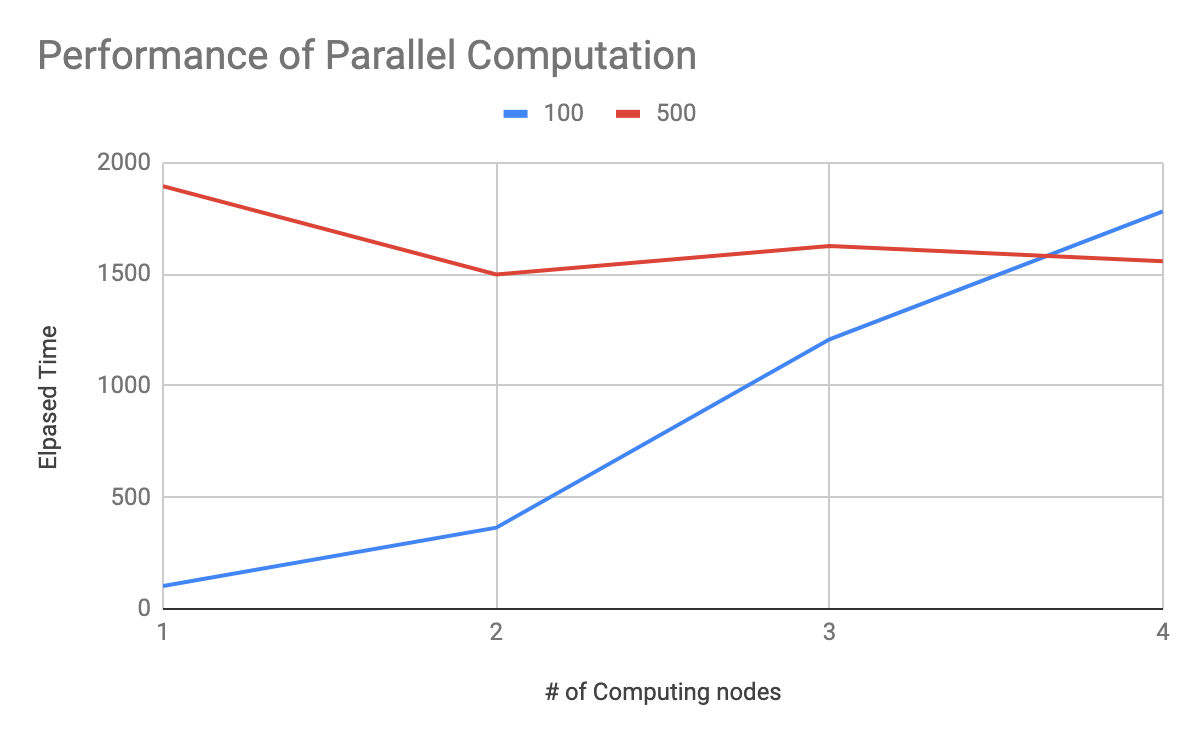 Performance of Parallel Computation
100 500
2000
1500
1000
500
0
Elpased Time
1 2 3 4
# of Computing nodes